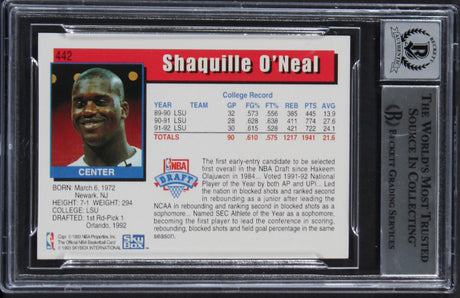 442
Shaquille O'Neal
College Record
YEAR TEAM GP FG% FT% REB PTS AVG
89-90 LSU 32 .573 .556 385 445 13.9
90-91 LSU 28 .628 .638 411 774 27.6
91-92 LSU 30 .615 .528 421 722 24.1
TOTALS 90 .610 .575 1217 1941 21.6
CENTER
BORN: March 6, 1972
Newark, NJ
HEIGHT: 7-1 WEIGHT: 294
COLLEGE: LSU
DRAFTED: 1st Rd-Pick 1
Orlando, 1992
NBA
DRAFT
The first early-entry candidate to be selected
first overall in the NBA Draft since Hakeem
Olajuwon in 1984... Voted 1991-92 National
Player of the Year by both AP and UPI... Led
the nation in blocked shots and ranked second
in rebounding as a junior after leading the
NCAA in rebounding and ranking second in blocked shots as a
sophomore... Named SEC Athlete of the Year as a sophomore,
becoming the first player to lead the conference in scoring,
rebounding, blocked shots and field goal percentage in the
same season.
The Official NBA Basketball Card
© 1993 SKYBOX INTERNATIONAL
SkyBox
THE WORLD'S MOST TRUSTED
SOURCE IN COLLECTING
BECKETT GRADING SERVICES
B